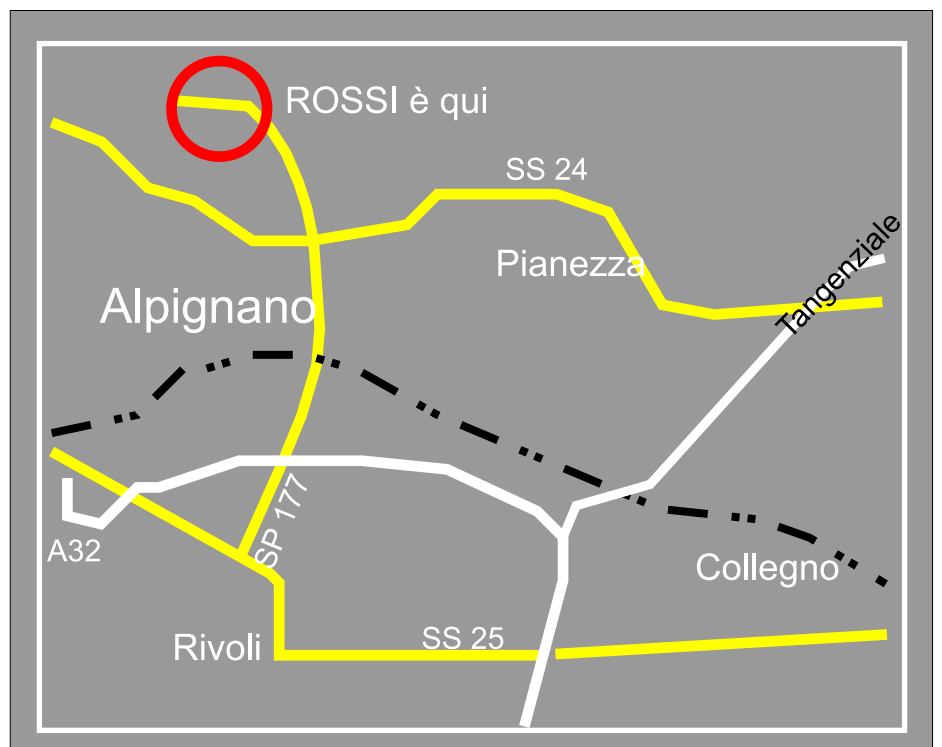 ROSSI è qui
SS 24
Tangenziale
Pianezza
Alpignano
SP 177
A32
Collegno
Rivoli
SS 25